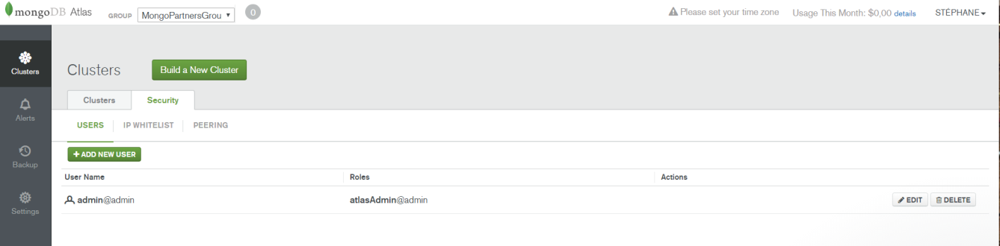 mongoDB Atlas GROUP MongoPartnersGrou 0 Please set your time zone Usage This Month: $0,00 details STÉPHANE
Clusters
Alerts
Backup
Settings
Clusters Build a New Cluster
Clusters Security
USERS IP WHITELIST PEERING
+ ADD NEW USER
User Name Roles Actions
admin@admin atlasAdmin@admin EDIT DELETE